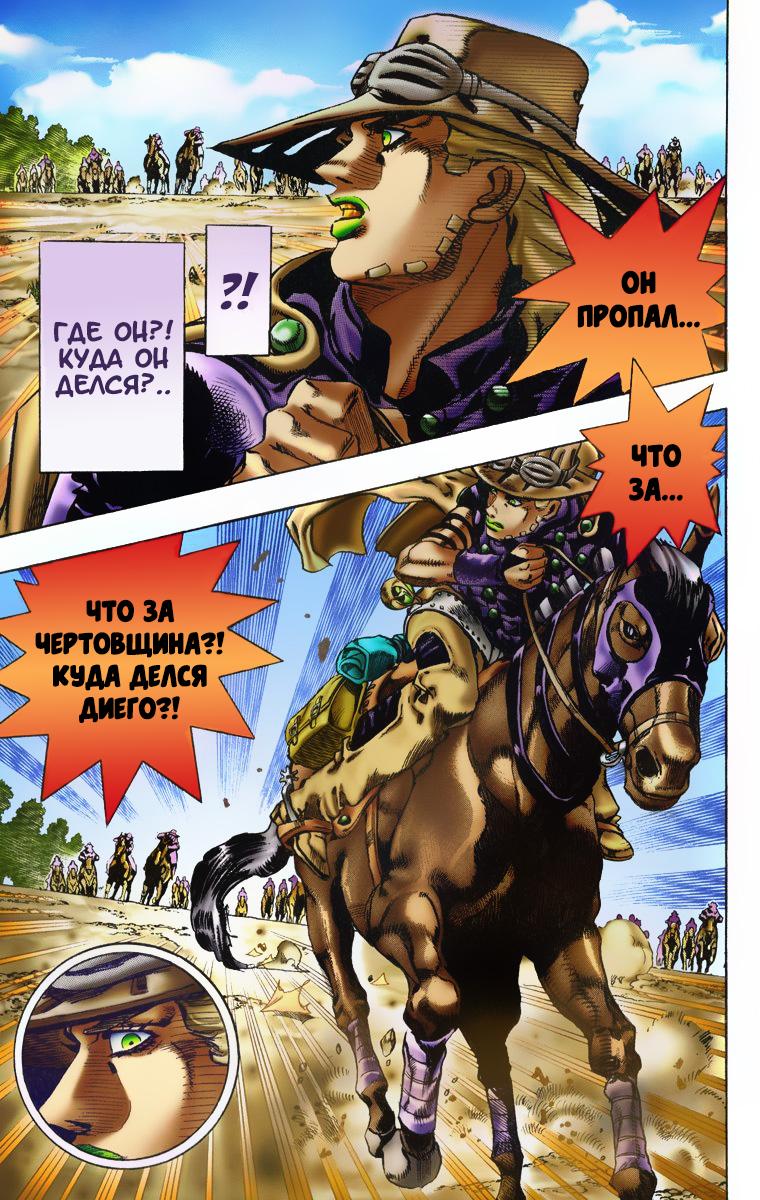 ОН
ПРОПАЛ...
?!
ГДЕ ОН?!
КУДА ОН
ДЕЛСЯ?..
ЧТО
ЗА...
ЧТО ЗА
ЧЕРТОВЩИНА?!
КУДА ДЕЛСЯ
ДИЕГО?!